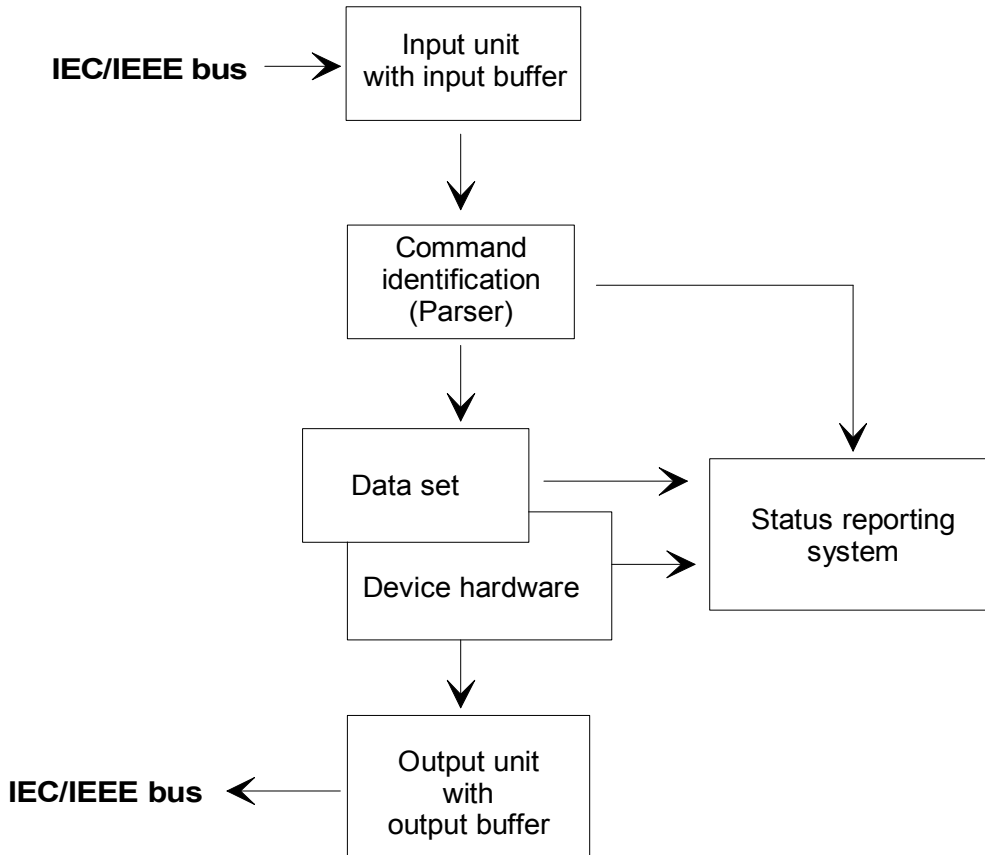 Input unit
with input buffer
IEC/IEEE bus
Command
identification
(Parser)
Data set
Status reporting
system
Device hardware
Output unit
with
output buffer
IEC/IEEE bus